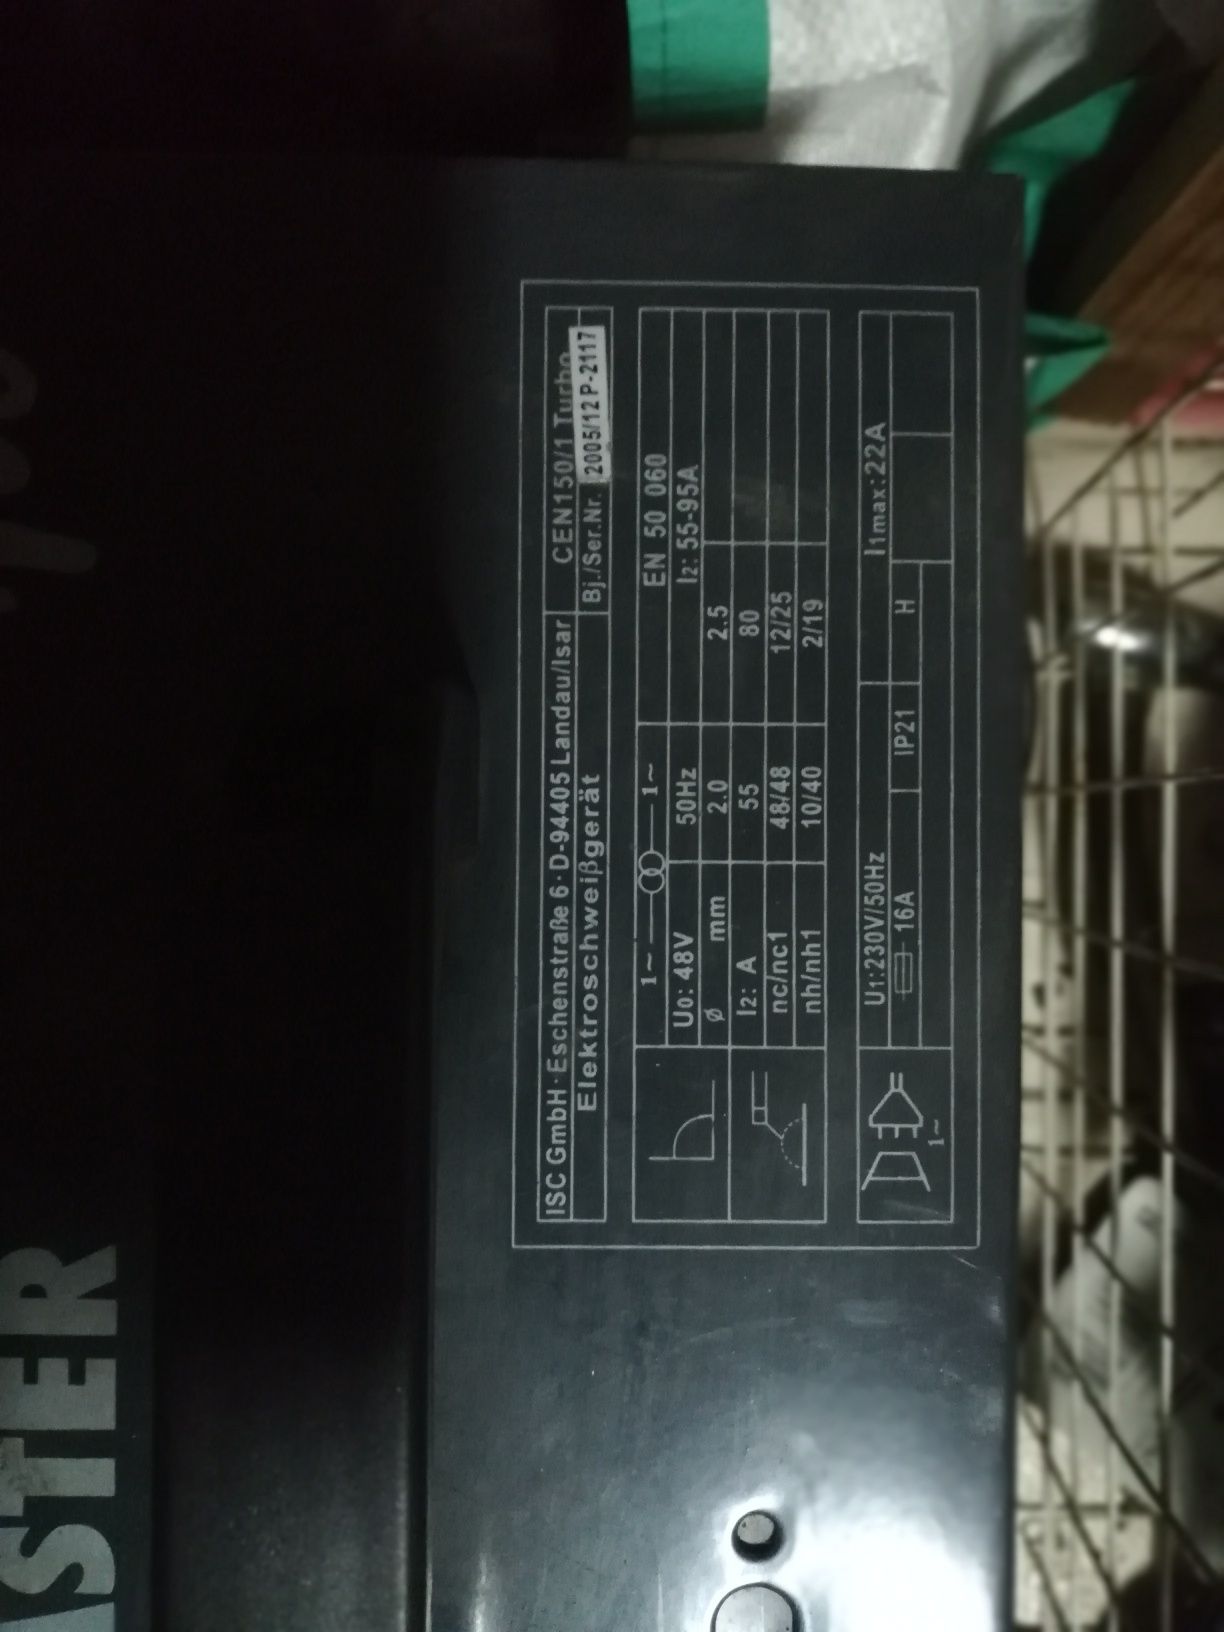 ISC GmbH·Eschenstraße 6·D-94405 Landau/Isar CEN150/1 Turbo
Elektroschweißgerät Bj./Ser.Nr. 2005/12 P-2117
1~ 1~ EN 50 060
U0: 48V 50Hz I2: 55-95A
ø mm 2.0 2.5
I2: A 55 80
nc/nc1 48/48 12/25
nh/nh1 10/40 2/19
U1:230V/50Hz I1max:22A
16A IP21 H
1~
ASTER